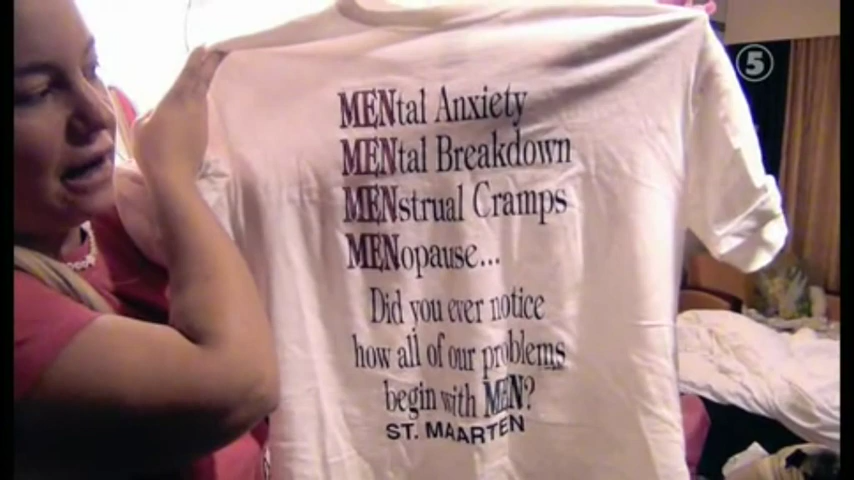 5
MENtal Anxiety
MENtal Breakdown
MENstrual Cramps
MENopause...
Did you ever notice
how all of our problems
begin with MEN?
ST. MAARTEN